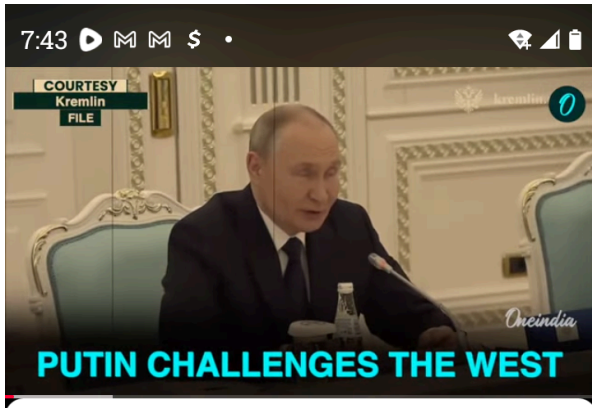 7:43
$
COURTESY
Kremlin
FILE
kremlin.
Oneindia
PUTIN CHALLENGES THE WEST